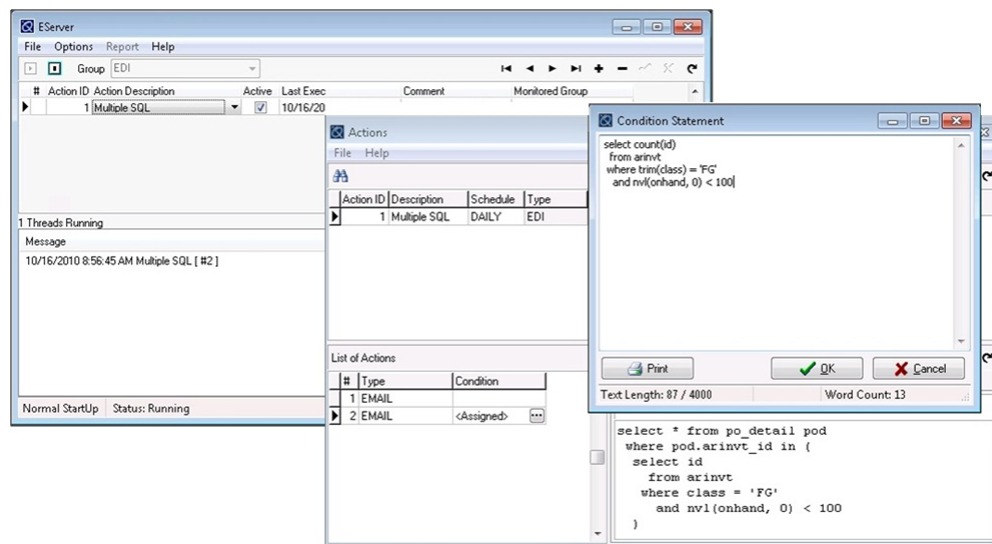 EServer
File Options Report Help
Group EDI
# Action ID Action Description Active Last Exec Comment Monitored Group
1 Multiple SQL 10/16/20
1 Threads Running
Message
10/16/2010 8:56:45 AM Multiple SQL [ #2 ]
Normal StartUp Status: Running
Actions
File Help
Action ID Description Schedule Type
1 Multiple SQL DAILY EDI
List of Actions
# Type Condition
1 EMAIL
2 EMAIL <Assigned>
Condition Statement
select count(id)
from arinvt
where trim(class) = 'FG'
and nvl(onhand, 0) < 100
Print OK Cancel
Text Length: 87 / 4000 Word Count: 13
select * from po_detail pod
where pod.arinvt_id in (
select id
from arinvt
where class = 'FG'
and nvl(onhand, 0) < 100
)